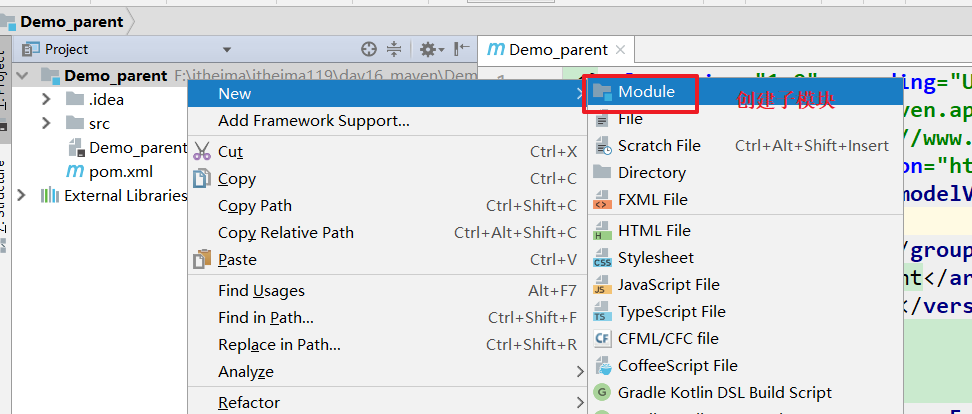 Demo_parent
Project
Demo_parent
Demo_parent F:\itheima\itheima119\day16_maven\Dem
.idea
src
Demo_parent
pom.xml
External Libraries
New
Add Framework Support...
Cut Ctrl+X
Copy Ctrl+C
Copy Path Ctrl+Shift+C
Copy Relative Path Ctrl+Alt+Shift+C
Paste Ctrl+V
Find Usages Alt+F7
Find in Path... Ctrl+Shift+F
Replace in Path... Ctrl+Shift+R
Analyze
Refactor
Module 创建子模块
File
Scratch File Ctrl+Alt+Shift+Insert
Directory
FXML File
HTML File
Stylesheet
JavaScript File
TypeScript File
CFML/CFC file
CoffeeScript File
Gradle Kotlin DSL Build Script
ding="U
ven.ap
//www.
on="ht
modelV
/group
nt</ar
</vers